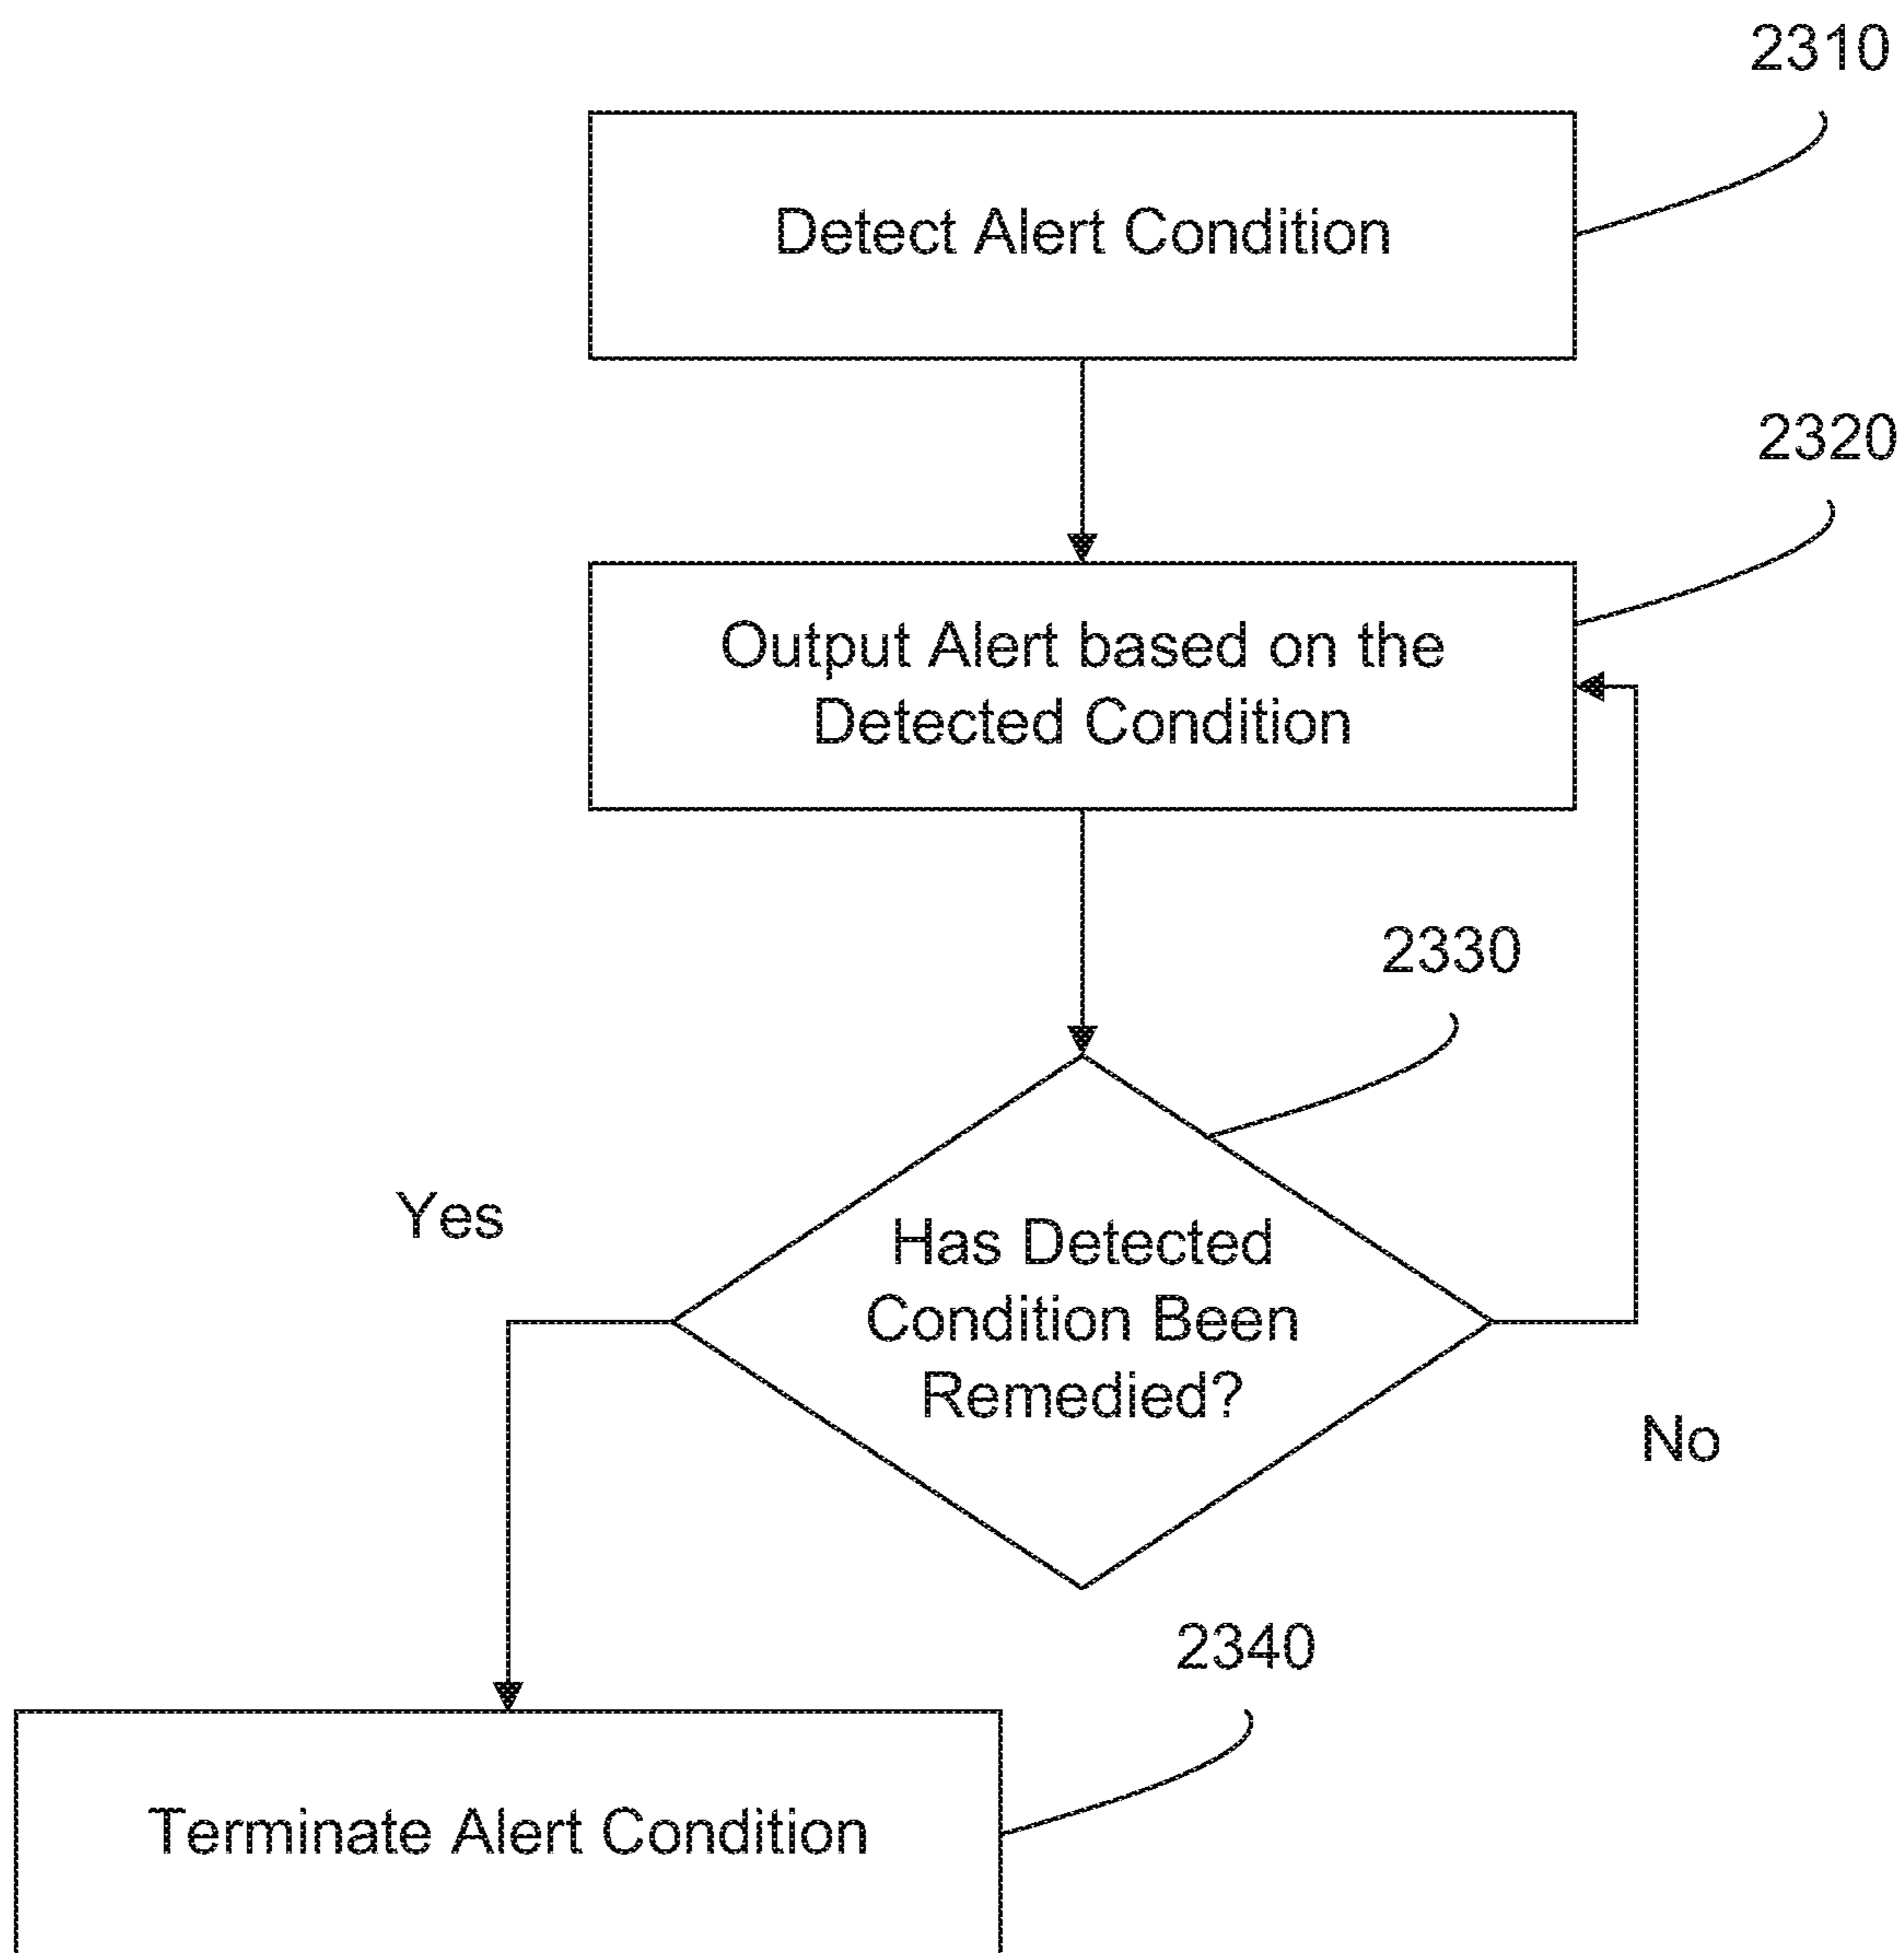 2310
Detect Alert Condition
2320
Output Alert based on the
Detected Condition
2330
Yes
Has Detected
Condition Been
Remedied?
No
2340
Terminate Alert Condition